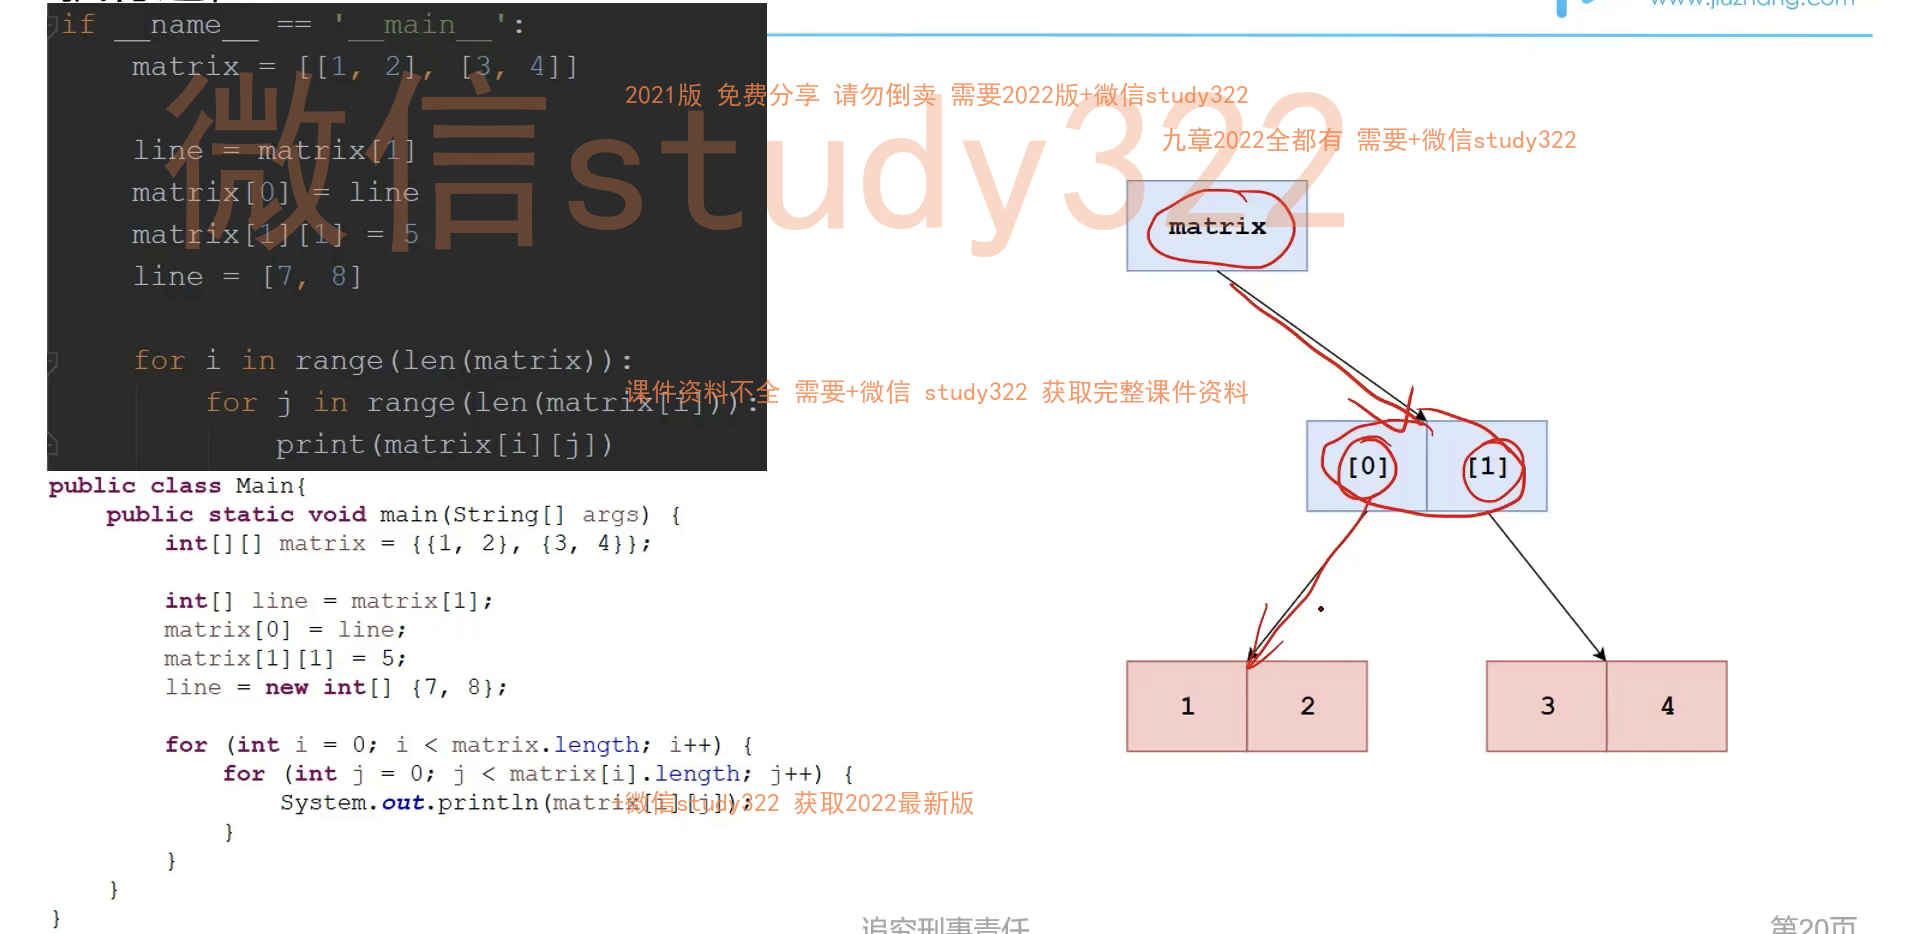 www.jiuzhang.com
if __name__ == '__main__':
matrix = [[1, 2], [3, 4]]
line = matrix[1]
matrix[0] = line
matrix[1][1] = 5
line = [7, 8]
for i in range(len(matrix)):
for j in range(len(matrix[i])):
print(matrix[i][j])
微信study322
2021版 免费分享 请勿倒卖 需要2022版+微信study322
九章2022全都有 需要+微信study322
课件资料不全 需要+微信 study322 获取完整课件资料
matrix
[0] [1]
1 2 3 4
public class Main{
public static void main(String[] args) {
int[][] matrix = {{1, 2}, {3, 4}};
int[] line = matrix[1];
matrix[0] = line;
matrix[1][1] = 5;
line = new int[] {7, 8};
for (int i = 0; i < matrix.length; i++) {
for (int j = 0; j < matrix[i].length; j++) {
System.out.println(matrix[i][j]);
+微信study322 获取2022最新版
}
}
}
}
追究刑事责任
第20页